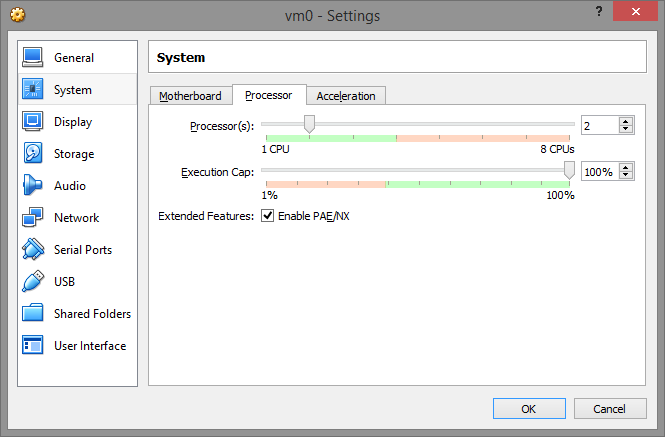 vm0 - Settings
?
General
System
Display
Storage
Audio
Network
Serial Ports
USB
Shared Folders
User Interface
System
Motherboard Processor Acceleration
Processor(s): 2
1 CPU 8 CPUs
Execution Cap: 100%
1% 100%
Extended Features: Enable PAE/NX
OK Cancel